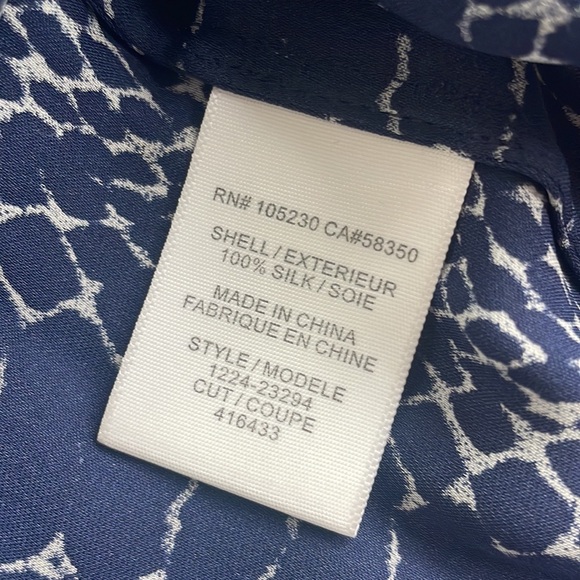 RN# 105230 CA#58350
SHELL / EXTERIEUR
100% SILK / SOIE
MADE IN CHINA
FABRIQUE EN CHINE
STYLE / MODELE
1224-23294
CUT / COUPE
416433